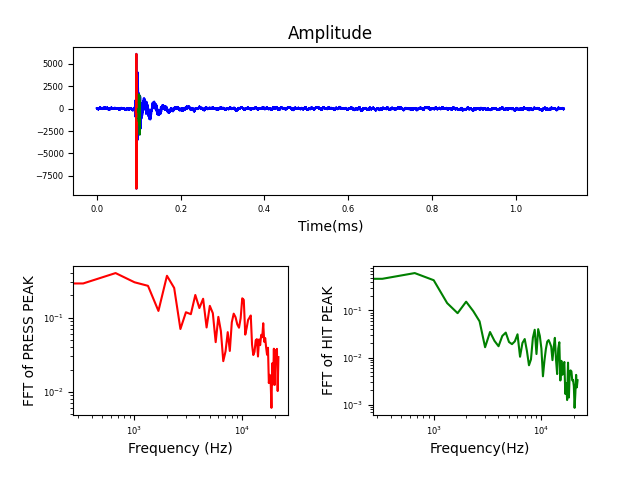 Amplitude
5000
2500
0
−2500
−5000
−7500
0.0 0.2 0.4 0.6 0.8 1.0
Time(ms)
FFT of PRESS PEAK
10⁻¹
10⁻²
10³ 10⁴
Frequency (Hz)
FFT of HIT PEAK
10⁻¹
10⁻²
10⁻³
10³ 10⁴
Frequency(Hz)